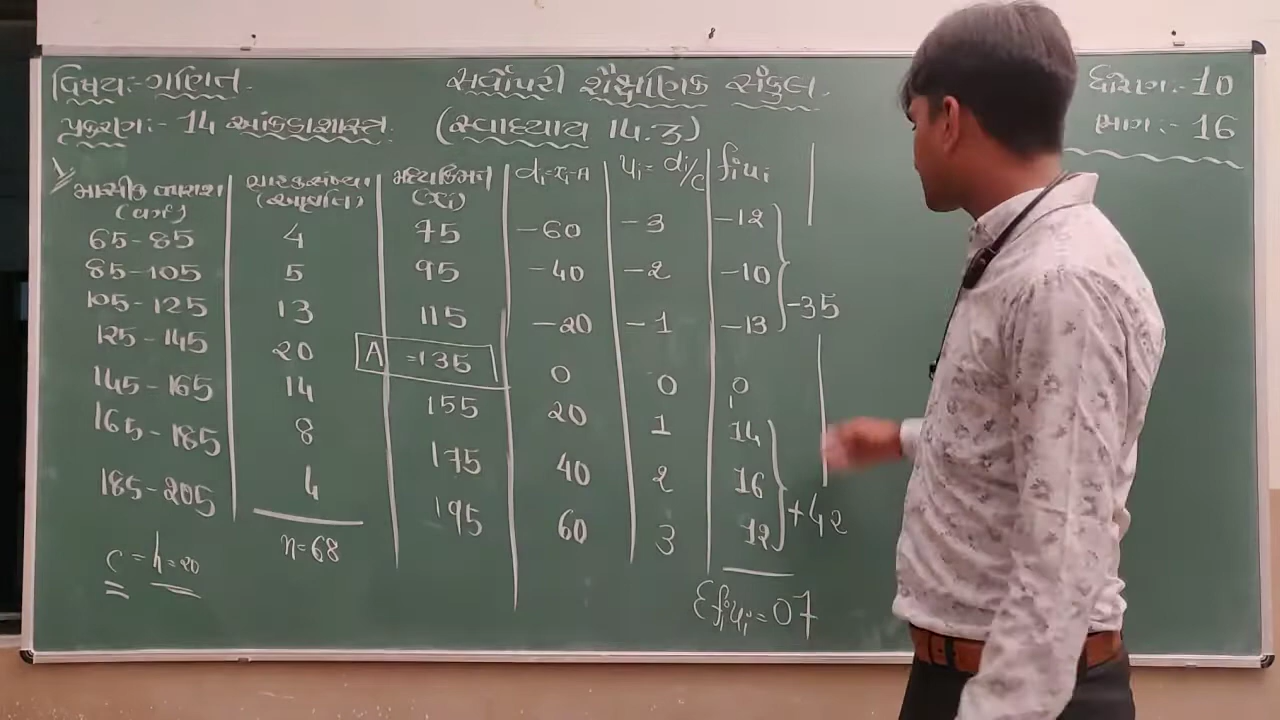 વિષય:- ગણિત. સર્વોપરી શૈક્ષણિક સંકુલ. ધોરણ:- 10
પ્રકરણ:- 14 આંકડાશાસ્ત્ર. (સ્વાધ્યાય 14.3) ભાગ:- 16
માસીક વપરાશ (વર્ગ) ગ્રાહક સંખ્યા (આવૃત્તિ) મધ્યકિંમત (xi) di=xi-A ui=di/c fiui
65-85 4 75 -60 -3 -12
85-105 5 95 -40 -2 -10
105-125 13 115 -20 -1 -13 -35
125-145 20 A =135 0 0 0
145-165 14 155 20 1 14
165-185 8 175 40 2 16
185-205 4 195 60 3 12 +42
c = h=20 n=68 Σfiui=07